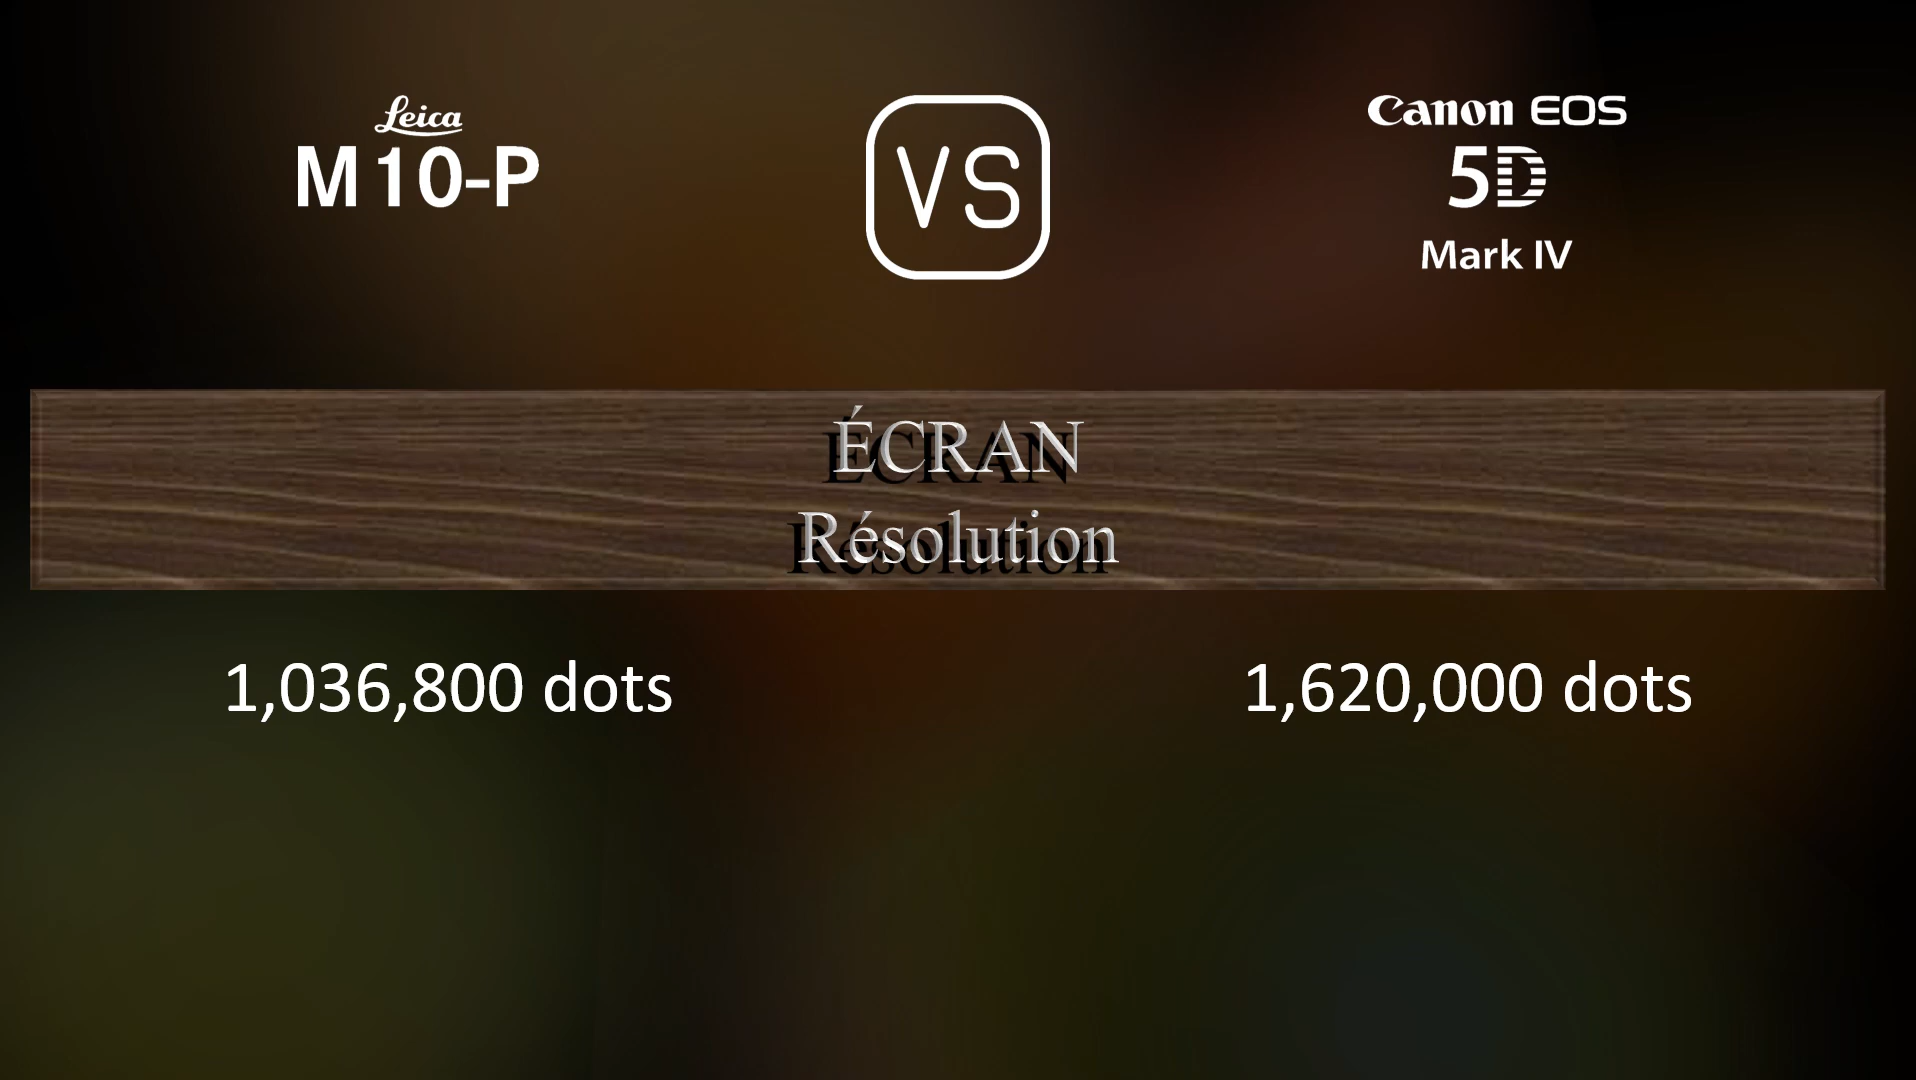 Leica
M10-P
VS
Canon EOS
5D
Mark IV
ÉCRAN
Résolution
1,036,800 dots
1,620,000 dots